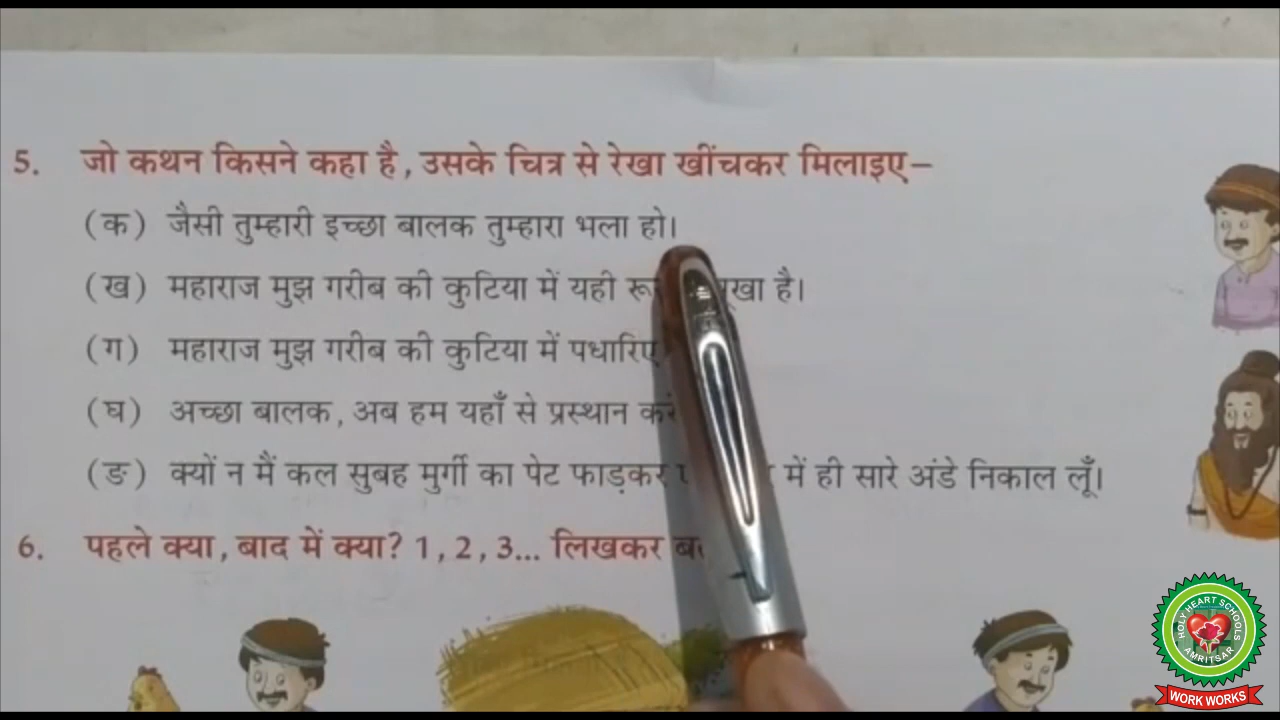 5. जो कथन किसने कहा है, उसके चित्र से रेखा खींचकर मिलाइए–
(क) जैसी तुम्हारी इच्छा बालक तुम्हारा भला हो।
(ख) महाराज मुझ गरीब की कुटिया में यही है।
(ग) महाराज मुझ गरीब की कुटिया में पधारिए
(घ) अच्छा बालक, अब हम यहाँ से प्रस्थान
(ङ) क्यों न मैं कल सुबह मुर्गी का पेट फाड़कर में ही सारे अंडे निकाल लूँ।
6. पहले क्या, बाद में क्या? 1, 2, 3... लिखकर
HOLY HEART SCHOOLS
AMRITSAR
WORK WORKS